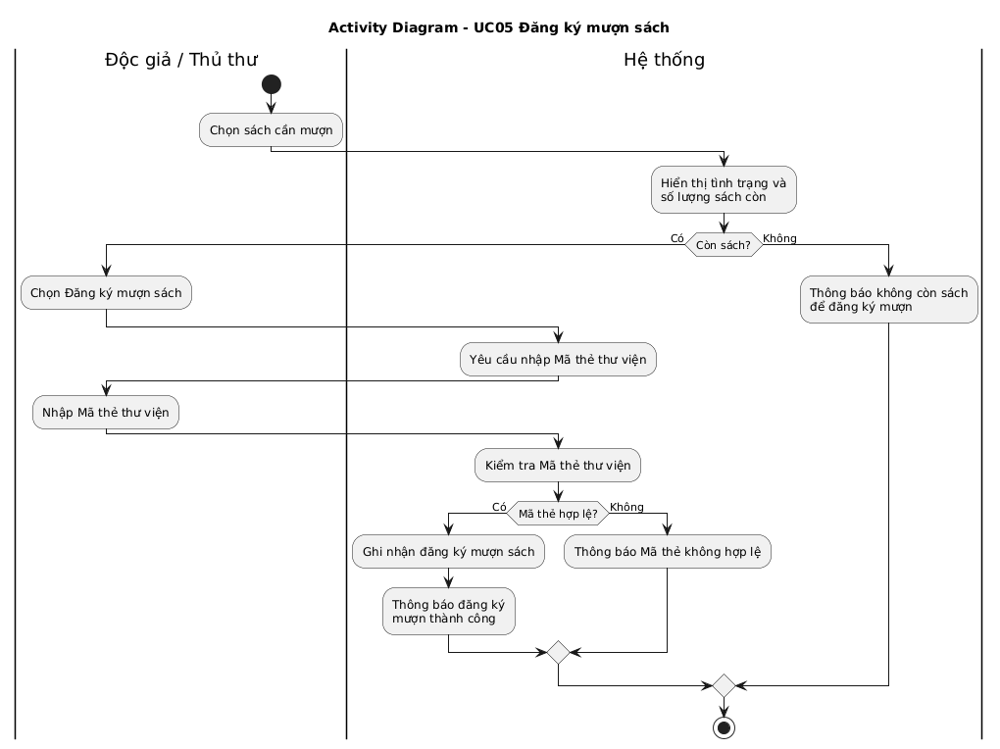 Activity Diagram - UC05 Đăng ký mượn sách
Độc giả / Thủ thư
Hệ thống
Chọn sách cần mượn
Hiển thị tình trạng và
số lượng sách còn
Có
Còn sách?
Không
Chọn Đăng ký mượn sách
Thông báo không còn sách
để đăng ký mượn
Yêu cầu nhập Mã thẻ thư viện
Nhập Mã thẻ thư viện
Kiểm tra Mã thẻ thư viện
Có
Mã thẻ hợp lệ?
Không
Ghi nhận đăng ký mượn sách
Thông báo Mã thẻ không hợp lệ
Thông báo đăng ký
mượn thành công